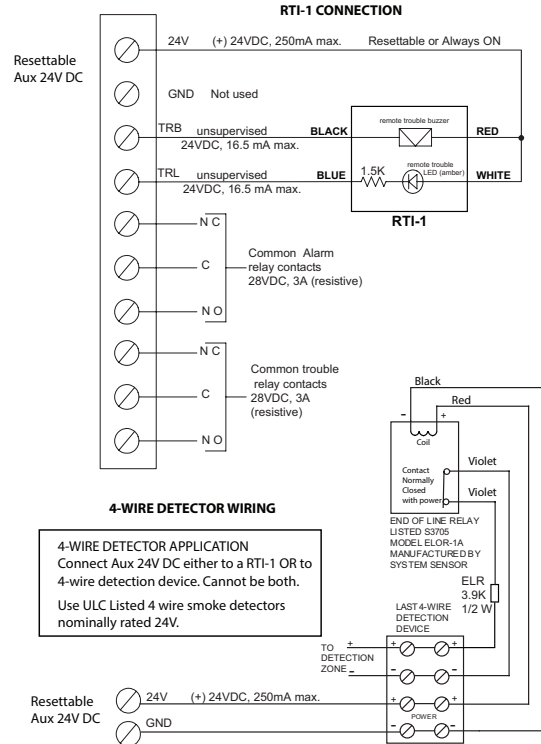 RTI-1 CONNECTION
Resettable
Aux 24V DC
24V (+) 24VDC, 250mA max. Resettable or Always ON
GND Not used
TRB unsupervised
24VDC, 16.5 mA max.
BLACK
remote trouble buzzer
RED
TRL unsupervised
24VDC, 16.5 mA max.
BLUE
1.5K
remote trouble
LED (amber)
WHITE
RTI-1
N C
C
N O
Common Alarm
relay contacts
28VDC, 3A (resistive)
N C
C
N O
Common trouble
relay contacts
28VDC, 3A
(resistive)
Black
Red
- +
Coil
Contact
Normally
Closed
with power
Violet
Violet
END OF LINE RELAY
LISTED S3705
MODEL ELOR-1A
MANUFACTURED BY
SYSTEM SENSOR
ELR
3.9K
1/2 W
4-WIRE DETECTOR WIRING
4-WIRE DETECTOR APPLICATION
Connect Aux 24V DC either to a RTI-1 OR to
4-wire detection device. Cannot be both.
Use ULC Listed 4 wire smoke detectors
nominally rated 24V.
LAST 4-WIRE
DETECTION
DEVICE
TO + + +
DETECTION
ZONE - - -
Resettable
Aux 24V DC
24V (+) 24VDC, 250mA max.
+ +
POWER
GND
- -